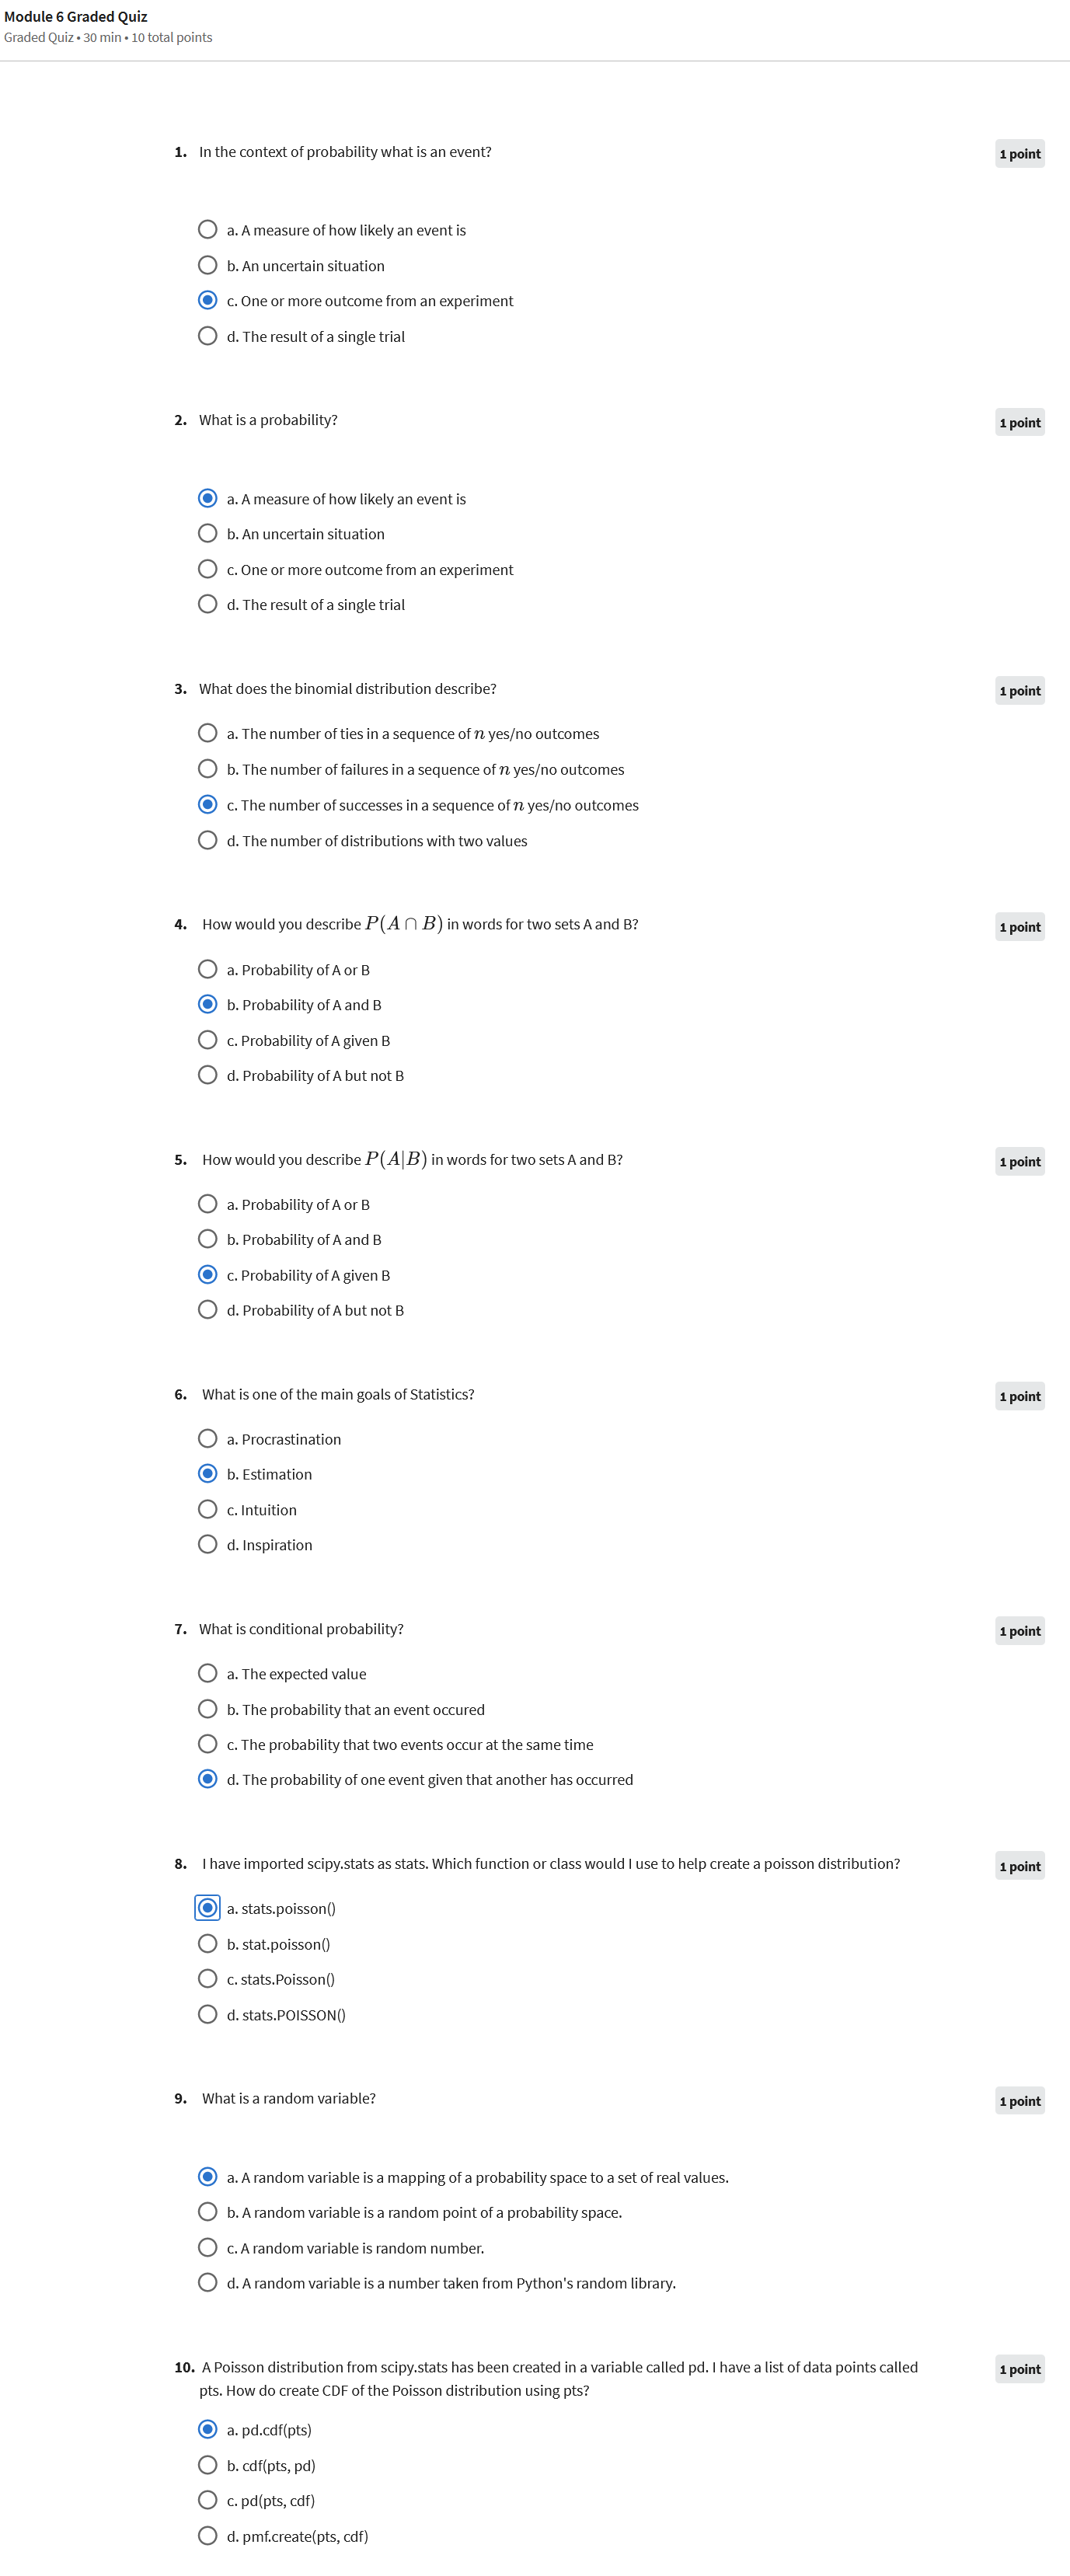 Module 6 Graded Quiz
Graded Quiz • 30 min • 10 total points
1. In the context of probability what is an event?
1 point
a. A measure of how likely an event is
b. An uncertain situation
c. One or more outcome from an experiment
d. The result of a single trial
2. What is a probability?
1 point
a. A measure of how likely an event is
b. An uncertain situation
c. One or more outcome from an experiment
d. The result of a single trial
3. What does the binomial distribution describe?
1 point
a. The number of ties in a sequence of n yes/no outcomes
b. The number of failures in a sequence of n yes/no outcomes
c. The number of successes in a sequence of n yes/no outcomes
d. The number of distributions with two values
4. How would you describe P(A ∩ B) in words for two sets A and B?
1 point
a. Probability of A or B
b. Probability of A and B
c. Probability of A given B
d. Probability of A but not B
5. How would you describe P(A|B) in words for two sets A and B?
1 point
a. Probability of A or B
b. Probability of A and B
c. Probability of A given B
d. Probability of A but not B
6. What is one of the main goals of Statistics?
1 point
a. Procrastination
b. Estimation
c. Intuition
d. Inspiration
7. What is conditional probability?
1 point
a. The expected value
b. The probability that an event occured
c. The probability that two events occur at the same time
d. The probability of one event given that another has occurred
8. I have imported scipy.stats as stats. Which function or class would I use to help create a poisson distribution?
1 point
a. stats.poisson()
b. stat.poisson()
c. stats.Poisson()
d. stats.POISSON()
9. What is a random variable?
1 point
a. A random variable is a mapping of a probability space to a set of real values.
b. A random variable is a random point of a probability space.
c. A random variable is random number.
d. A random variable is a number taken from Python's random library.
10. A Poisson distribution from scipy.stats has been created in a variable called pd. I have a list of data points called
1 point
pts. How do create CDF of the Poisson distribution using pts?
a. pd.cdf(pts)
b. cdf(pts, pd)
c. pd(pts, cdf)
d. pmf.create(pts, cdf)